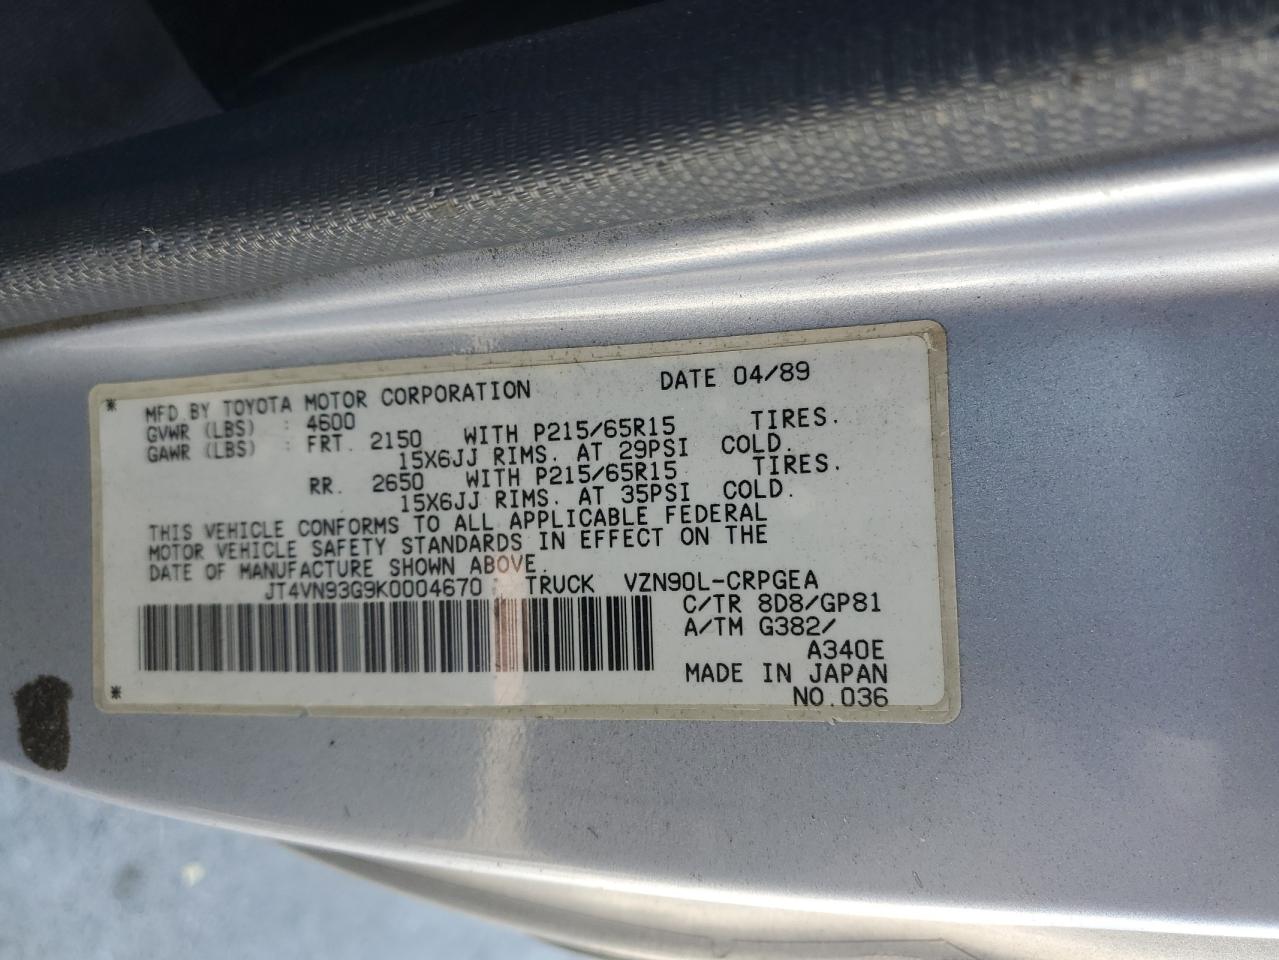 * MFD BY TOYOTA MOTOR CORPORATION DATE 04/89
GVWR (LBS) : 4600
GAWR (LBS) : FRT. 2150 WITH P215/65R15 TIRES.
15X6JJ RIMS. AT 29PSI COLD.
RR. 2650 WITH P215/65R15 TIRES.
15X6JJ RIMS. AT 35PSI COLD.
THIS VEHICLE CONFORMS TO ALL APPLICABLE FEDERAL
MOTOR VEHICLE SAFETY STANDARDS IN EFFECT ON THE
DATE OF MANUFACTURE SHOWN ABOVE.
JT4VN93G9K0004670 TRUCK VZN90L-CRPGEA
C/TR 8D8/GP81
A/TM G382/
A340E
MADE IN JAPAN
* NO.036